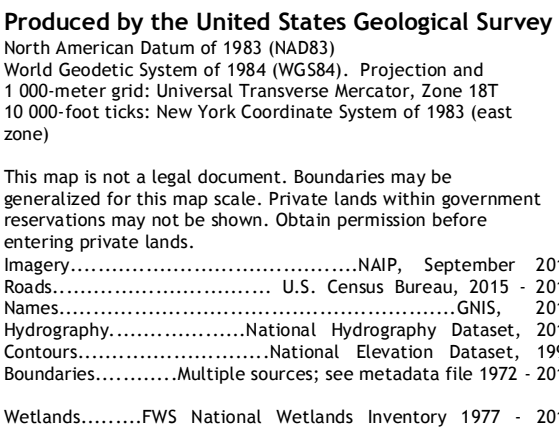 Produced by the United States Geological Survey
North American Datum of 1983 (NAD83)
World Geodetic System of 1984 (WGS84). Projection and
1 000-meter grid: Universal Transverse Mercator, Zone 18T
10 000-foot ticks: New York Coordinate System of 1983 (east
zone)
This map is not a legal document. Boundaries may be
generalized for this map scale. Private lands within government
reservations may not be shown. Obtain permission before
entering private lands.
Imagery.......................................NAIP, September
Roads.............................. U.S. Census Bureau, 2015 -
Names......................................................GNIS,
Hydrography...................National Hydrography Dataset,
Contours...........................National Elevation Dataset,
Boundaries............Multiple sources; see metadata file 1972 -
Wetlands.........FWS National Wetlands Inventory 1977 -